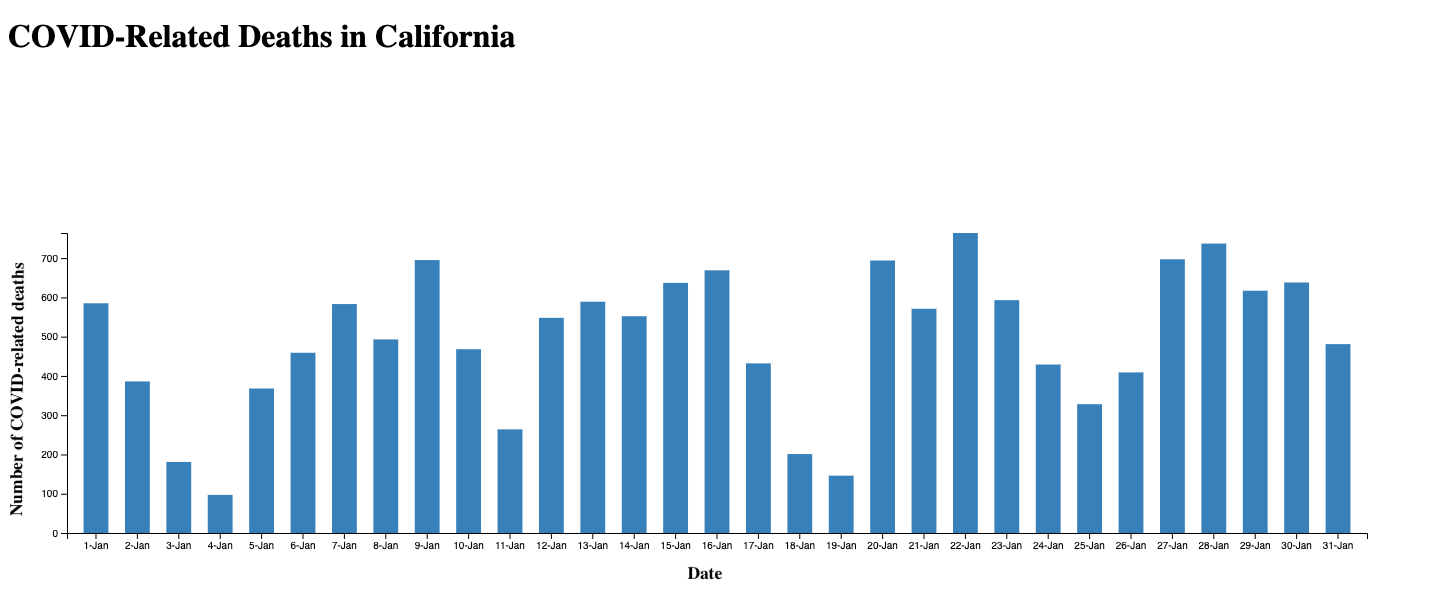 COVID-Related Deaths in California
Number of COVID-related deaths
700
600
500
400
300
200
100
0
1-Jan 2-Jan 3-Jan 4-Jan 5-Jan 6-Jan 7-Jan 8-Jan 9-Jan 10-Jan 11-Jan 12-Jan 13-Jan 14-Jan 15-Jan 16-Jan 17-Jan 18-Jan 19-Jan 20-Jan 21-Jan 22-Jan 23-Jan 24-Jan 25-Jan 26-Jan 27-Jan 28-Jan 29-Jan 30-Jan 31-Jan
Date